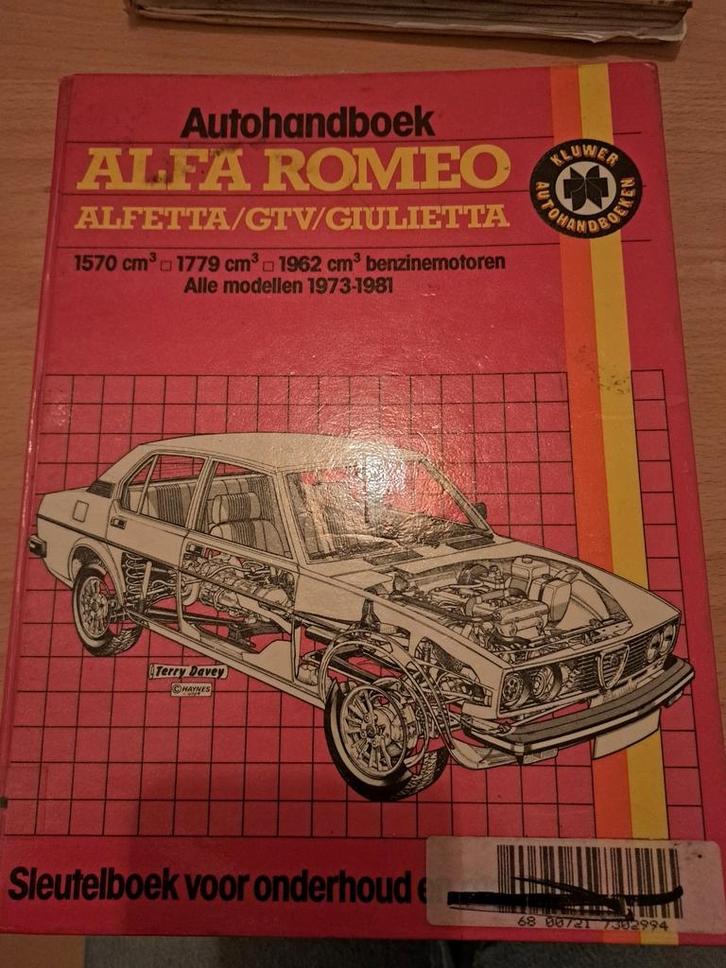 Autohandboek
ALFA ROMEO
ALFETTA/GTV/GIULIETTA
KLUWER
AUTOHANDBOEKEN
1570 cm³ □ 1779 cm³ □ 1962 cm³ benzinemotoren
Alle modellen 1973-1981
Terry Davey
© HAYNES
Sleutelboek voor onderhoud e
68 00721 7302994